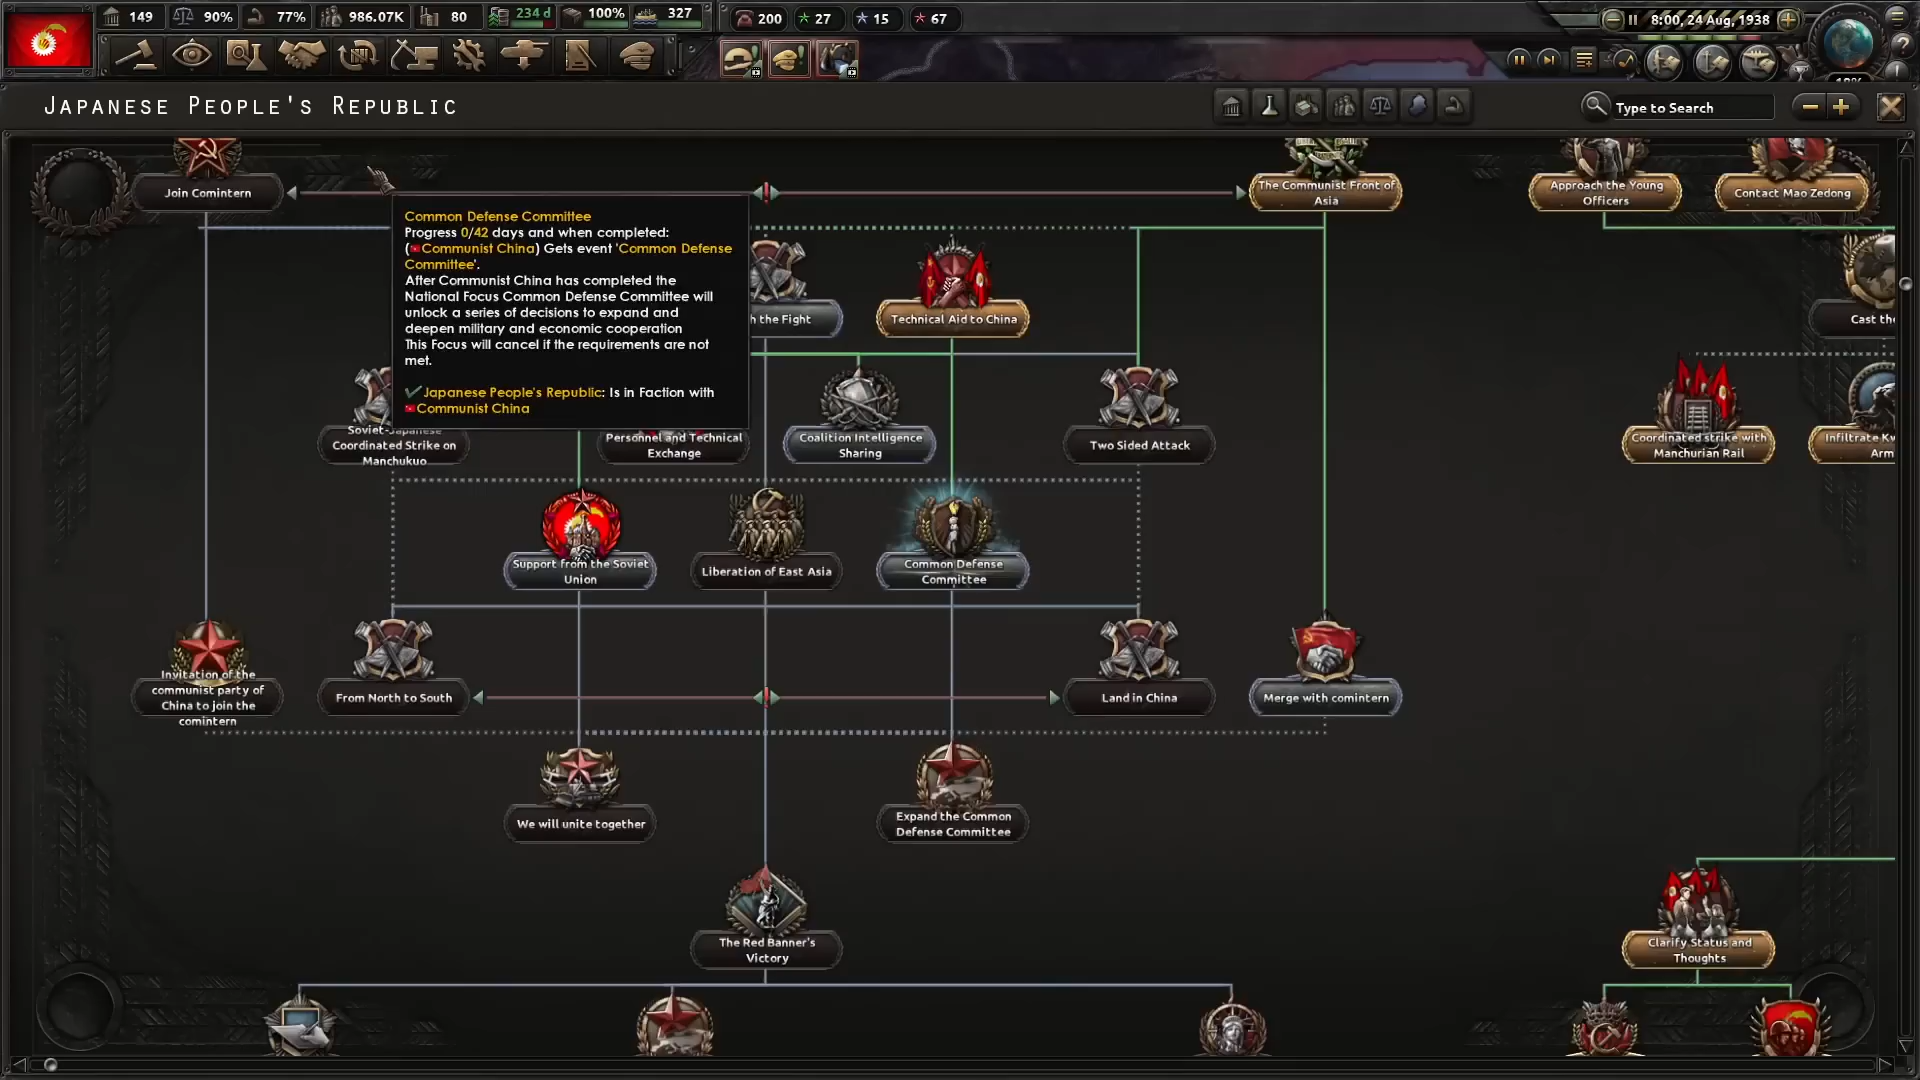 149
90%
77%
986.07K
80
234 d
100%
327
200
27
15
67
8:00, 24 Aug, 1938
JAPANESE PEOPLE'S REPUBLIC
Type to Search
Join Comintern
The Communist Front of
Asia
Approach the Young
Officers
Contact Mao Zedong
Common Defense Committee
Progress 0/42 days and when completed:
(Communist China) Gets event 'Common Defense
Committee'.
After Communist China has completed the
National Focus Common Defense Committee will
unlock a series of decisions to expand and
deepen military and economic cooperation
This Focus will cancel if the requirements are not
met.
Japanese People's Republic: Is in Faction with
Communist China
h the Fight
Technical Aid to China
Cast the
Soviet-Japanese
Coordinated Strike on
Manchukuo
Personnel and Technical
Exchange
Coalition Intelligence
Sharing
Two Sided Attack
Coordinated strike with
Manchurian Rail
Infiltrate Kw
Arm
Support from the Soviet
Union
Liberation of East Asia
Common Defense
Committee
Invitation of the
communist party of
China to join the
comintern
From North to South
Land in China
Merge with comintern
We will unite together
Expand the Common
Defense Committee
The Red Banner's
Victory
Clarify Status and
Thoughts